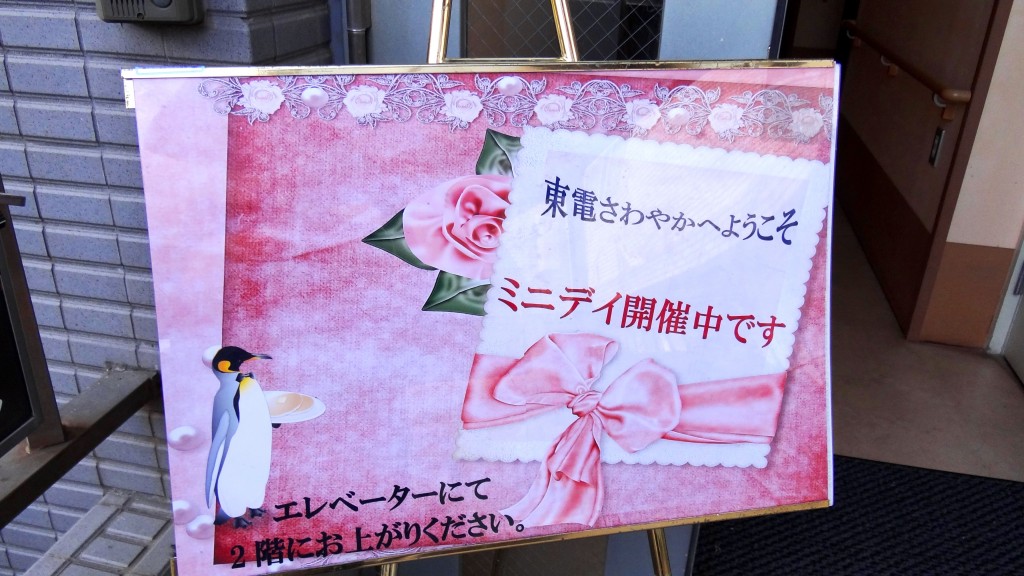 東電さわやかへようこそ
ミニデイ開催中です
エレベーターにて
2階にお上がりください。